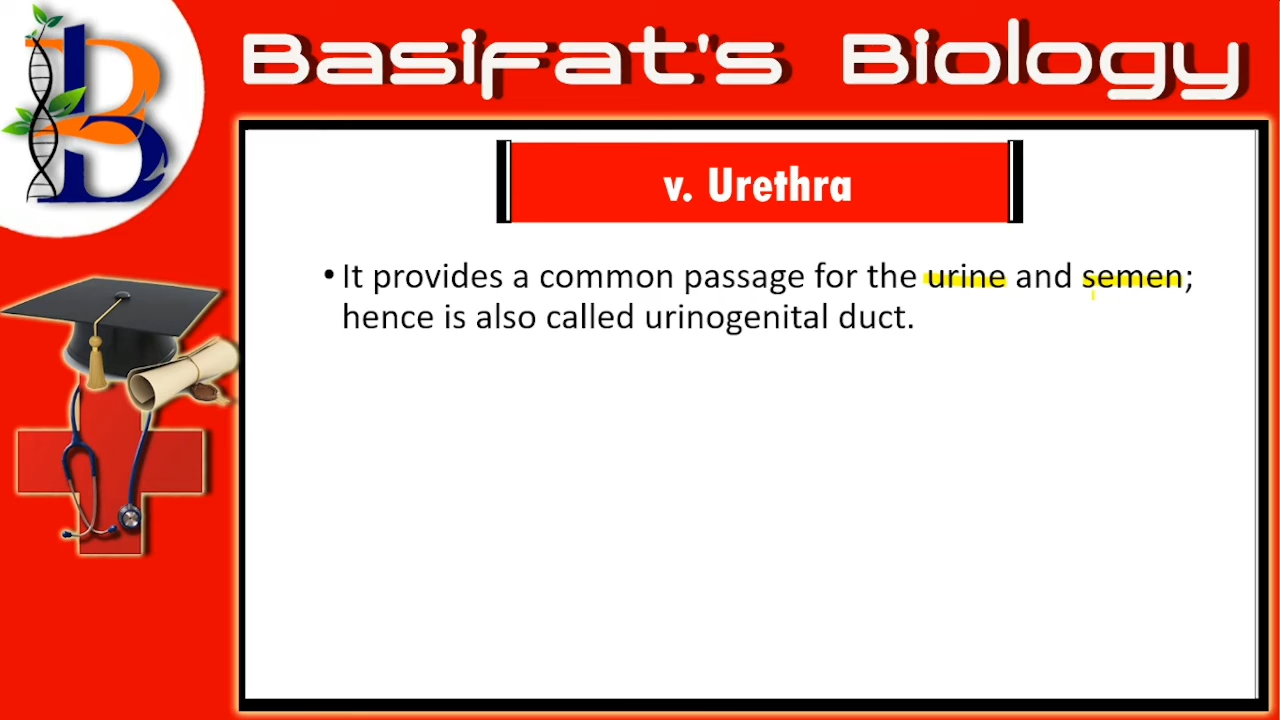 Basifat's Biology
v. Urethra
• It provides a common passage for the urine and semen;
hence is also called urinogenital duct.